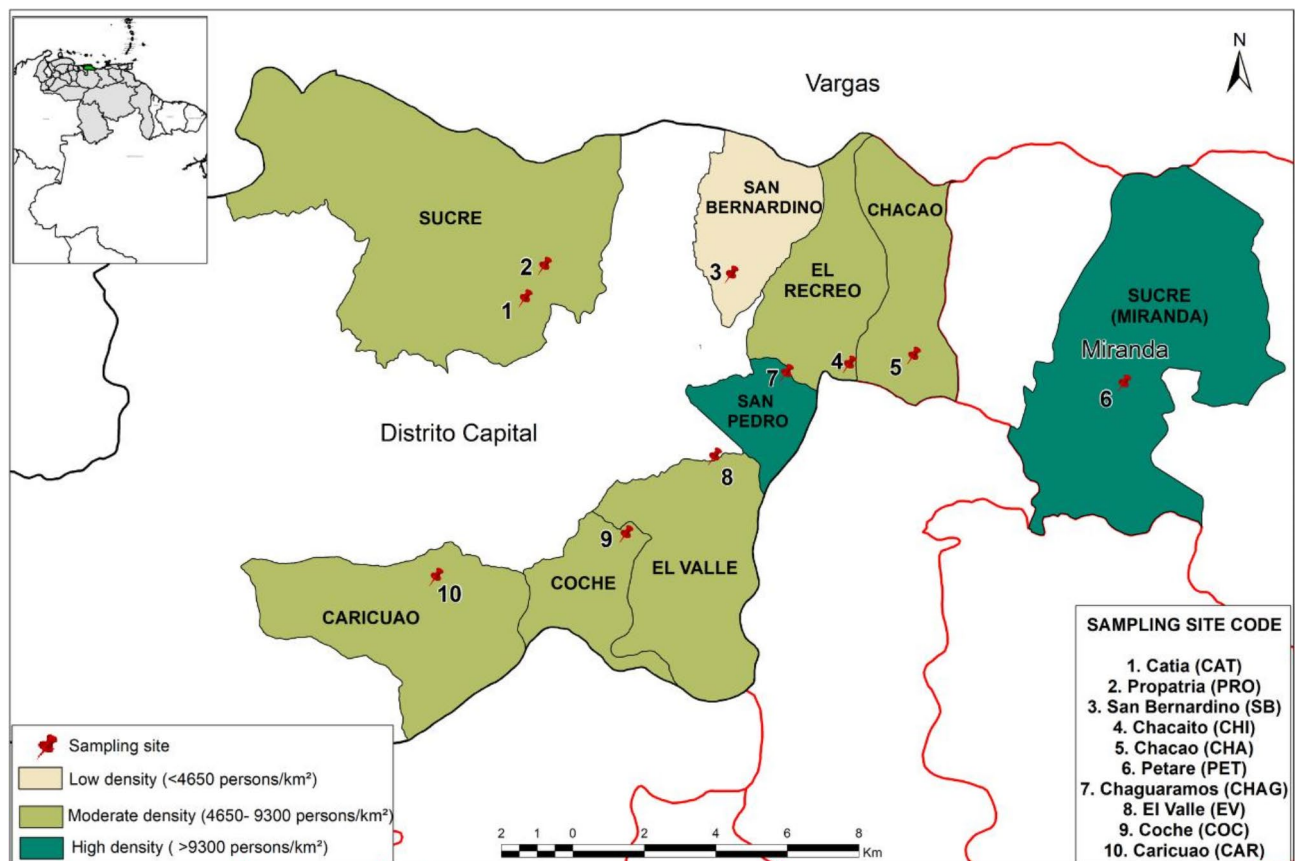 N
Vargas
SAN
BERNARDINO
CHACAO
SUCRE
2
3
EL
RECREO
1
SUCRE
(MIRANDA)
Miranda
4
5
7
6
SAN
PEDRO
Distrito Capital
8
9
EL VALLE
COCHE
10
CARICUAO
SAMPLING SITE CODE
1. Catia (CAT)
2. Propatria (PRO)
3. San Bernardino (SB)
4. Chacaito (CHI)
5. Chacao (CHA)
6. Petare (PET)
7. Chaguaramos (CHAG)
8. El Valle (EV)
9. Coche (COC)
10. Caricuao (CAR)
Sampling site
Low density (<4650 persons/km²)
Moderate density (4650- 9300 persons/km²)
High density ( >9300 persons/km²)
2 1 0 2 4 6 8
Km